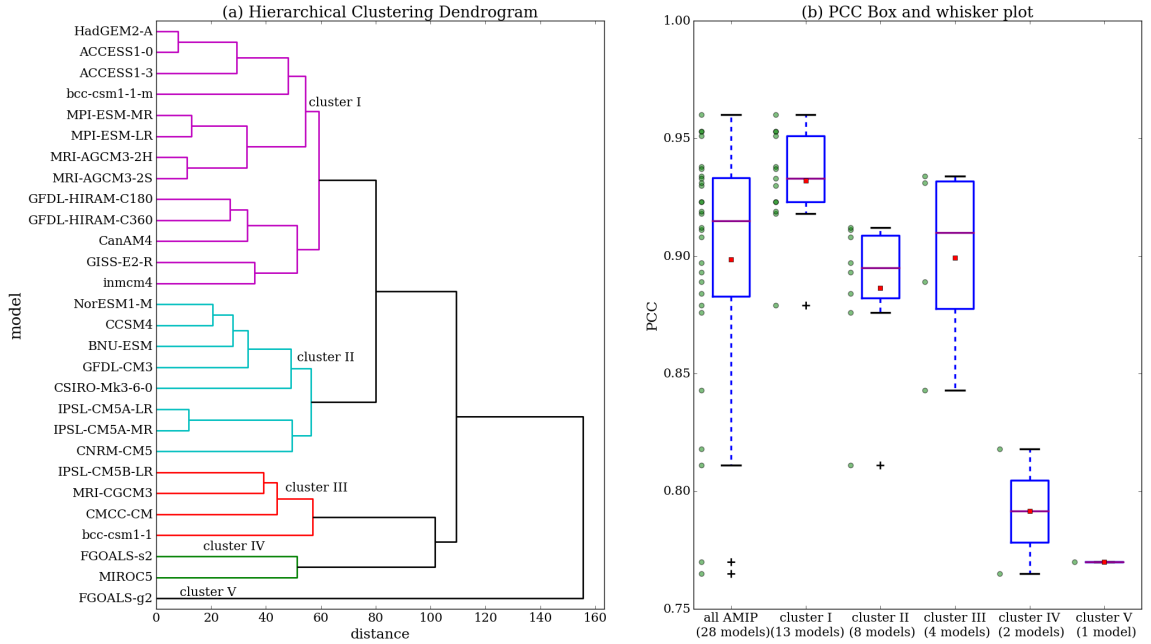 (a) Hierarchical Clustering Dendrogram
model
HadGEM2-A
ACCESS1-0
ACCESS1-3
bcc-csm1-1-m
MPI-ESM-MR
MPI-ESM-LR
MRI-AGCM3-2H
MRI-AGCM3-2S
GFDL-HIRAM-C180
GFDL-HIRAM-C360
CanAM4
GISS-E2-R
inmcm4
NorESM1-M
CCSM4
BNU-ESM
GFDL-CM3
CSIRO-Mk3-6-0
IPSL-CM5A-LR
IPSL-CM5A-MR
CNRM-CM5
IPSL-CM5B-LR
MRI-CGCM3
CMCC-CM
bcc-csm1-1
FGOALS-s2
MIROC5
FGOALS-g2
cluster I
cluster II
cluster III
cluster IV
cluster V
0 20 40 60 80 100 120 140 160
distance
(b) PCC Box and whisker plot
PCC
1.00
0.95
0.90
0.85
0.80
0.75
all AMIP cluster I cluster II cluster III cluster IV cluster V
(28 models) (13 models) (8 models) (4 models) (2 models) (1 model)